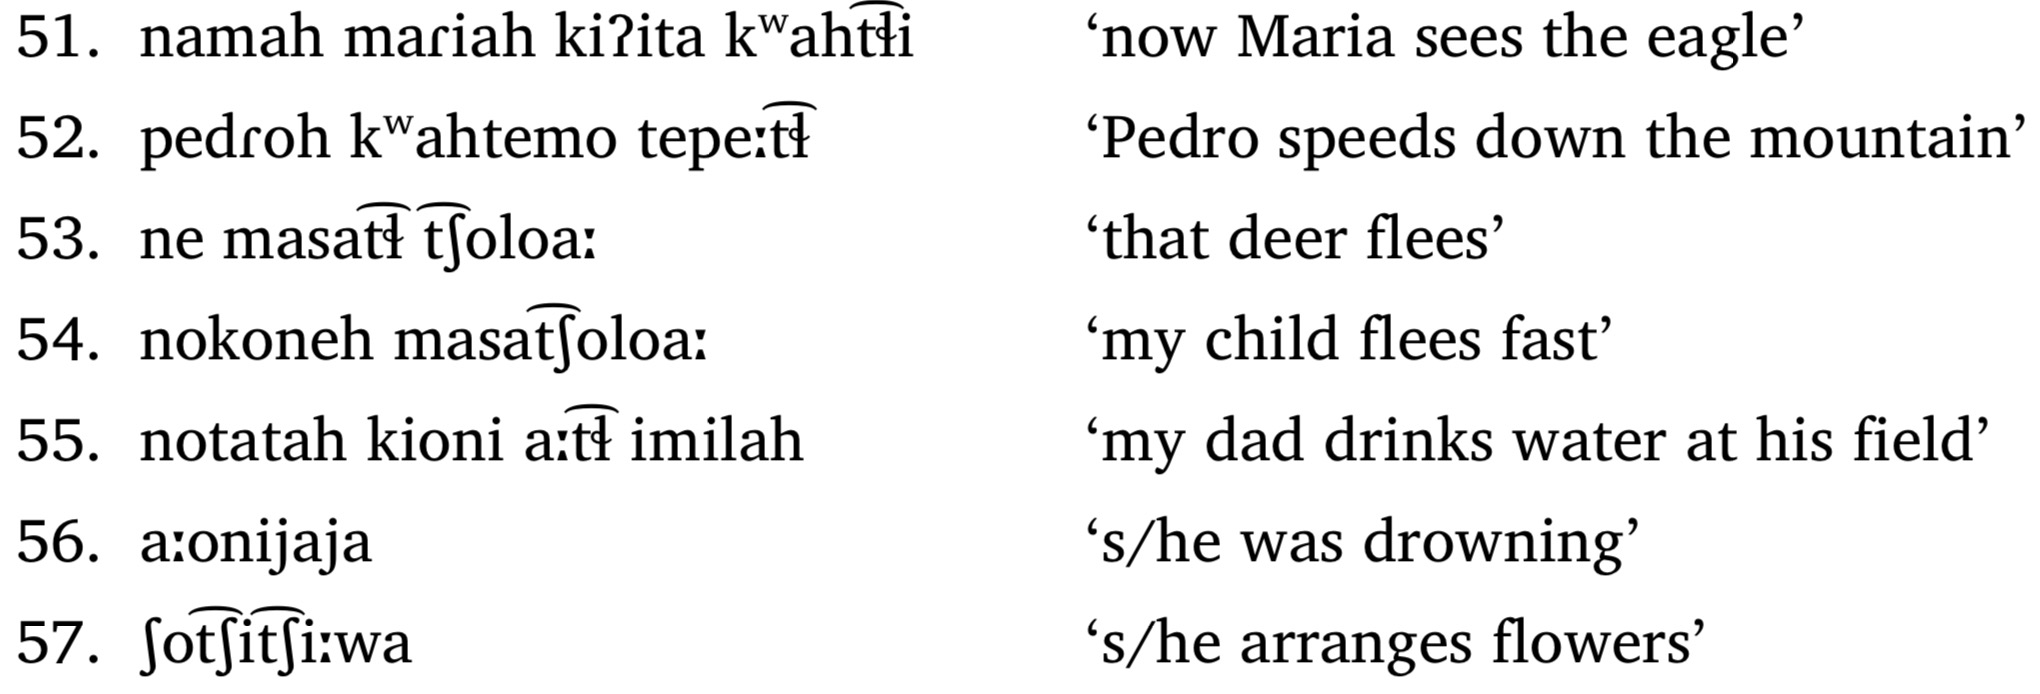 51. namah maɾiah kiʔita kʷaht͡ɬi ‘now Maria sees the eagle’
52. pedɾoh kʷahtemo tepeːt͡ɬ ‘Pedro speeds down the mountain’
53. ne masat͡ɬ t͡ʃoloaː ‘that deer flees’
54. nokoneh masat͡ʃoloaː ‘my child flees fast’
55. notatah kioni aːt͡ɬ imilah ‘my dad drinks water at his field’
56. aːonijaja ‘s/he was drowning’
57. ʃot͡ʃit͡ʃiːwa ‘s/he arranges flowers’